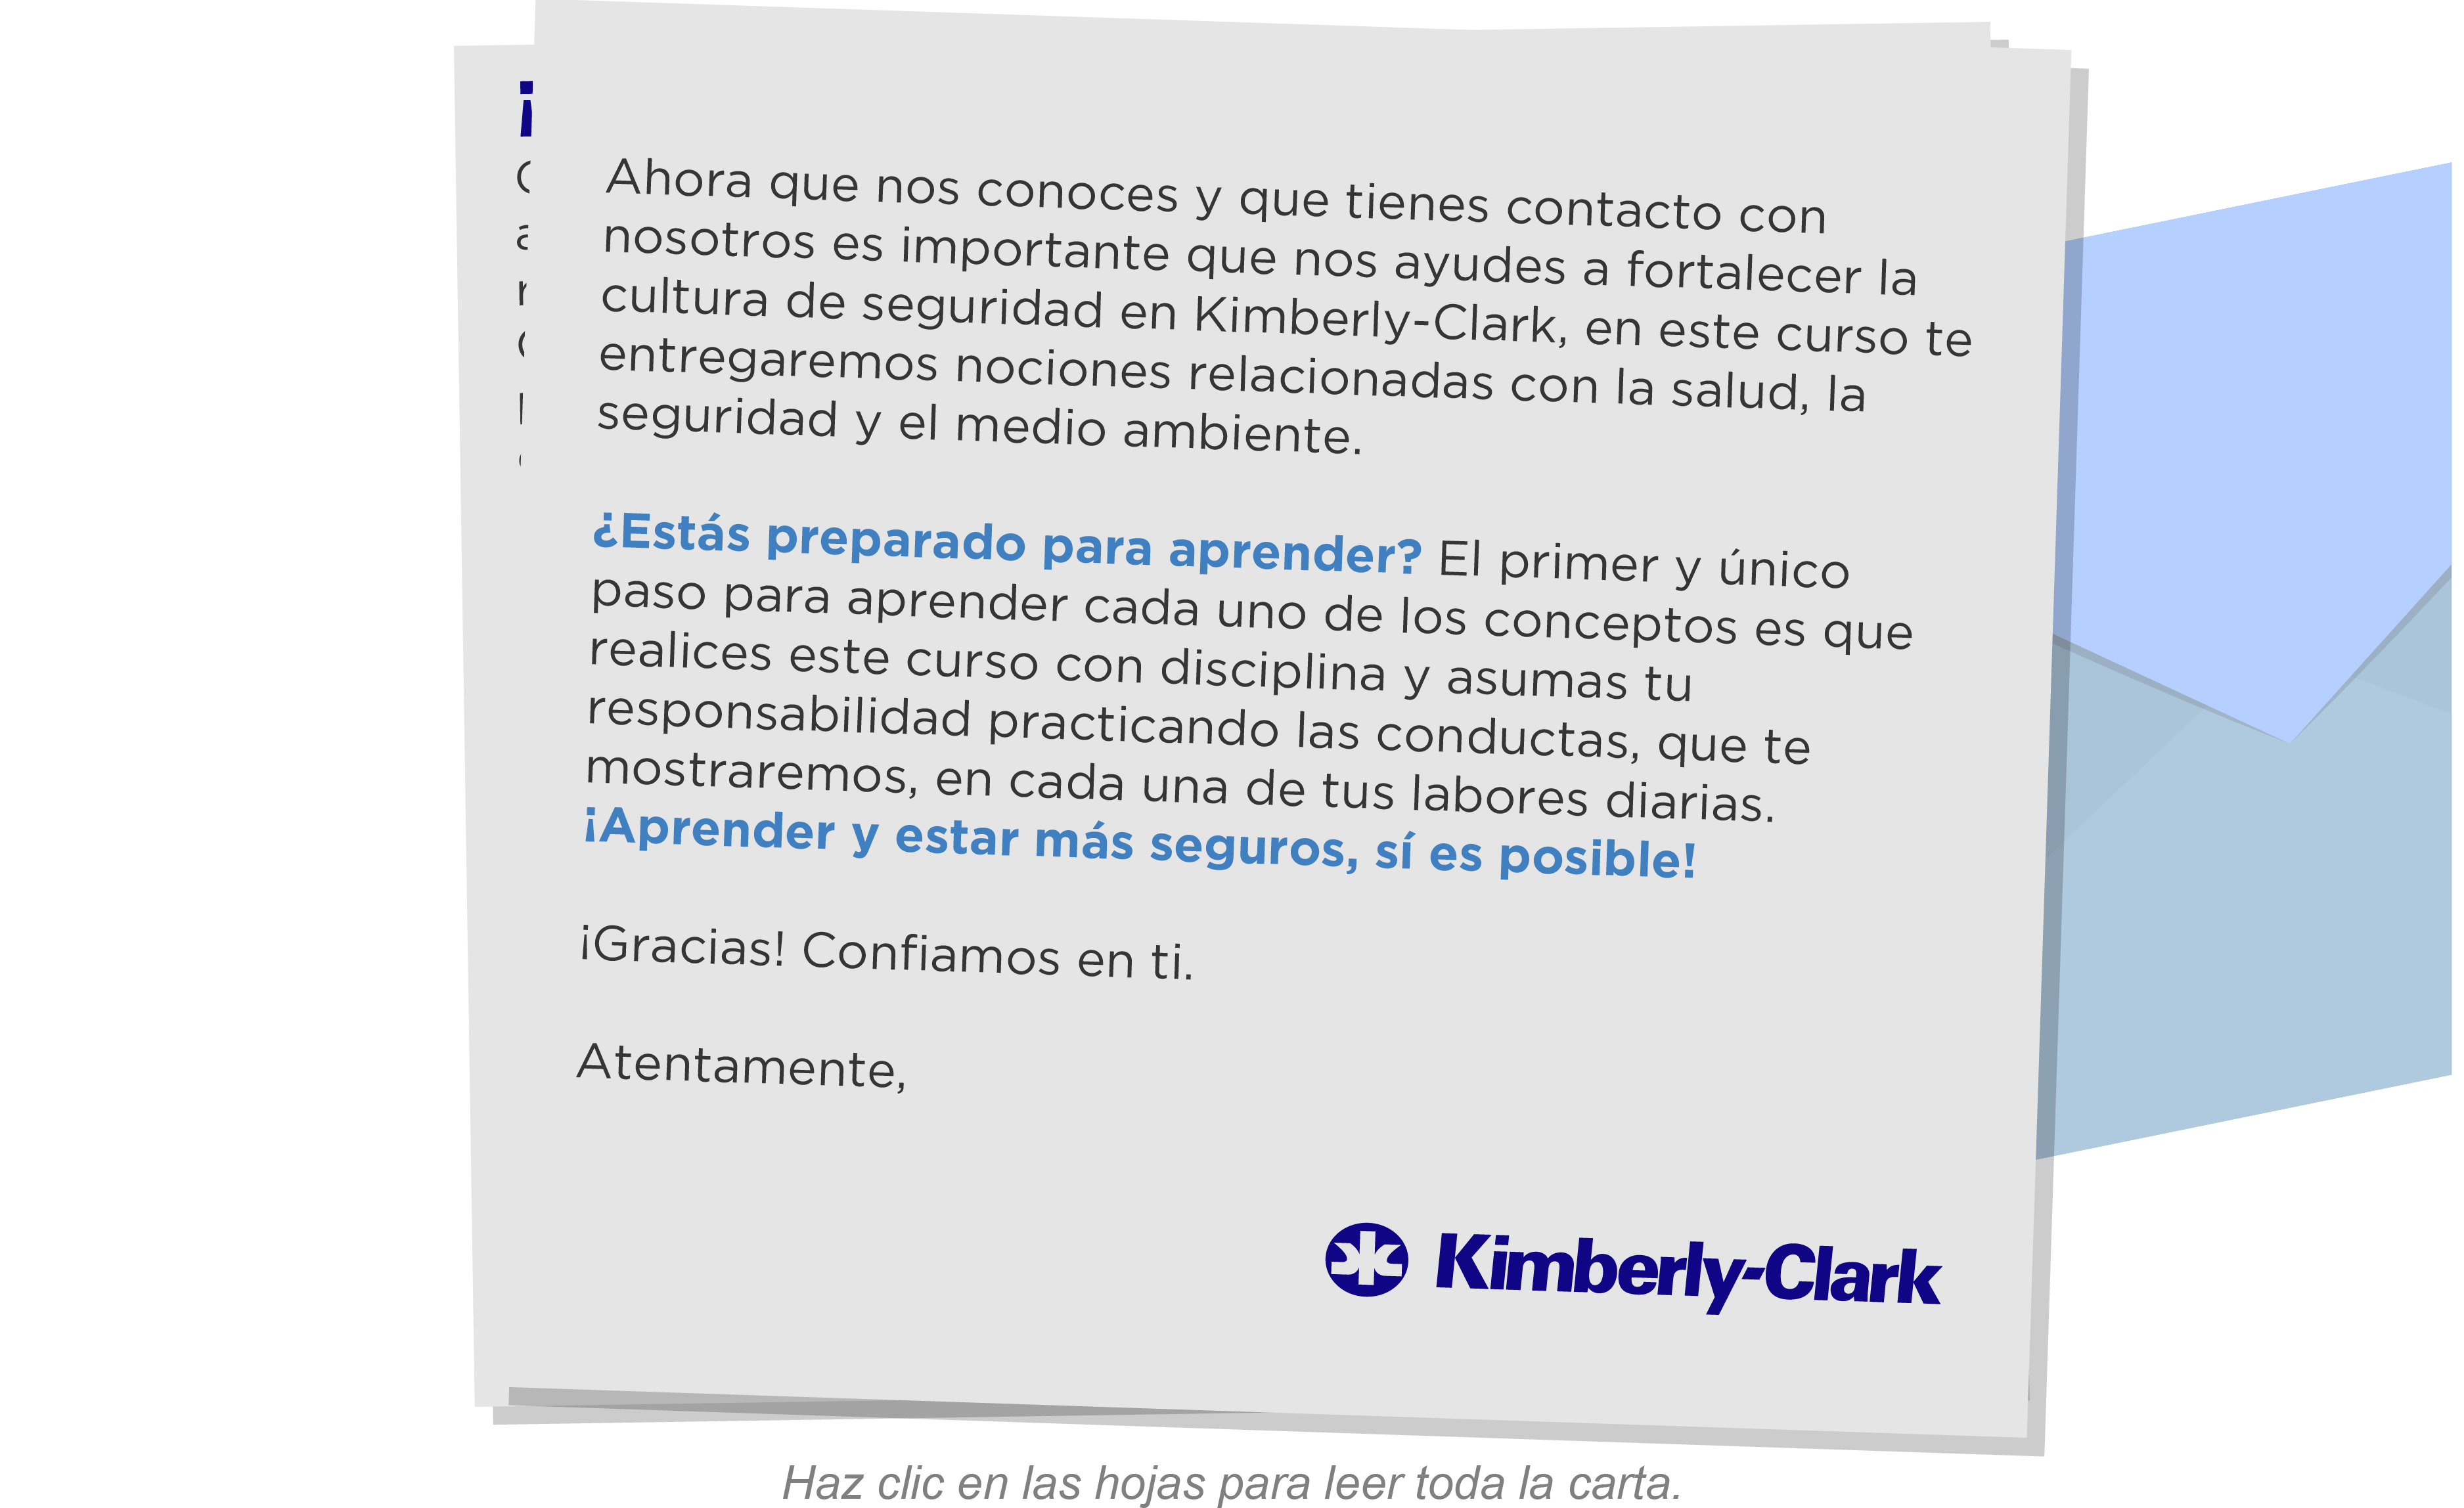 Ahora que nos conoces y que tienes contacto con
nosotros es importante que nos ayudes a fortalecer la
cultura de seguridad en Kimberly-Clark, en este curso te
entregaremos nociones relacionadas con la salud, la
seguridad y el medio ambiente.
¿Estás preparado para aprender? El primer y único
paso para aprender cada uno de los conceptos es que
realices este curso con disciplina y asumas tu
responsabilidad practicando las conductas, que te
mostraremos, en cada una de tus labores diarias.
¡Aprender y estar más seguros, sí es posible!
¡Gracias! Confiamos en ti.
Atentamente,
Kimberly-Clark
Haz clic en las hojas para leer toda la carta.